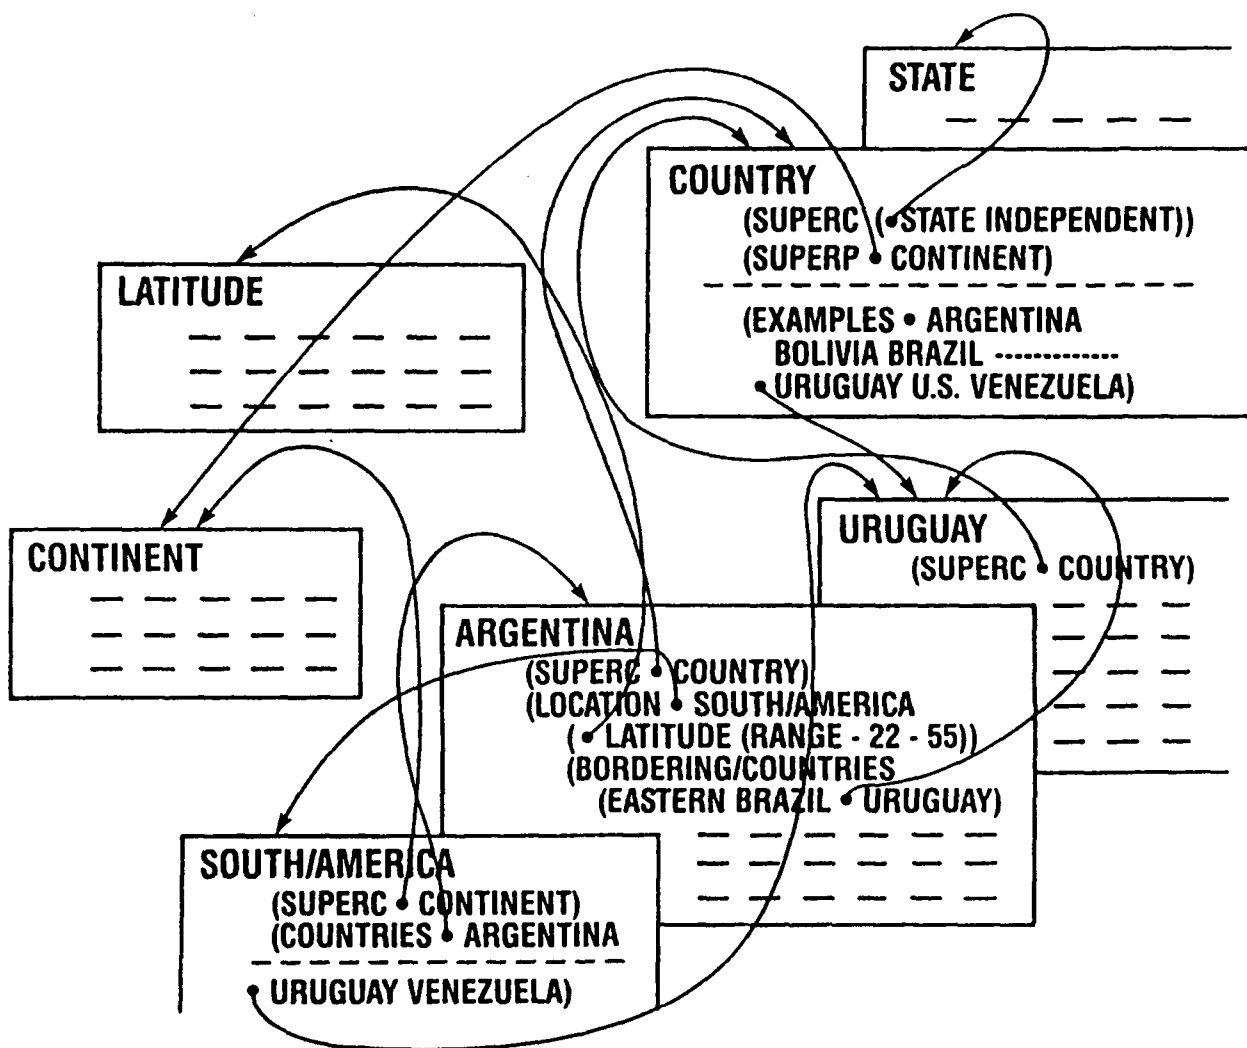 STATE
COUNTRY
(SUPERC (•STATE INDEPENDENT))
(SUPERP • CONTINENT)
(EXAMPLES • ARGENTINA
BOLIVIA BRAZIL -------------
• URUGUAY U.S. VENEZUELA)
LATITUDE
CONTINENT
URUGUAY
(SUPERC • COUNTRY)
ARGENTINA
(SUPERC • COUNTRY)
(LOCATION • SOUTH/AMERICA
(• LATITUDE (RANGE - 22 - 55))
(BORDERING/COUNTRIES
(EASTERN BRAZIL • URUGUAY)
SOUTH/AMERICA
(SUPERC • CONTINENT)
(COUNTRIES • ARGENTINA
• URUGUAY VENEZUELA)